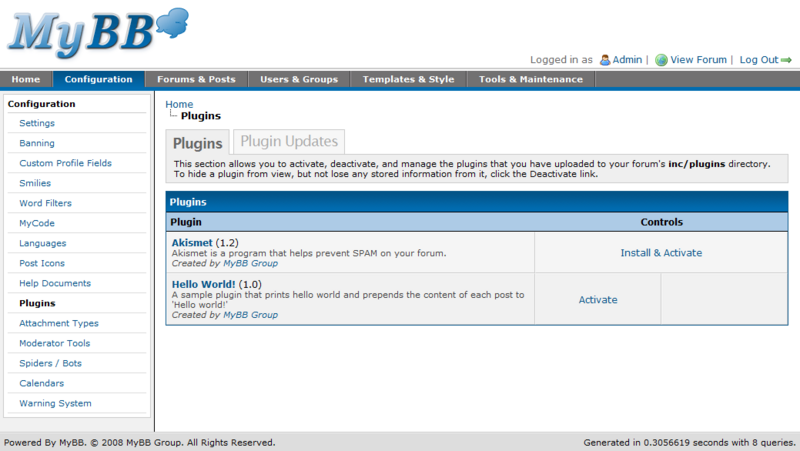 MyBB
Logged in as Admin | View Forum | Log Out
Home Configuration Forums & Posts Users & Groups Templates & Style Tools & Maintenance
Configuration
Settings
Banning
Custom Profile Fields
Smilies
Word Filters
MyCode
Languages
Post Icons
Help Documents
Plugins
Attachment Types
Moderator Tools
Spiders / Bots
Calendars
Warning System
Home
Plugins
Plugins Plugin Updates
This section allows you to activate, deactivate, and manage the plugins that you have uploaded to your forum's inc/plugins directory.
To hide a plugin from view, but not lose any stored information from it, click the Deactivate link.
Plugins
Plugin Controls
Akismet (1.2)
Akismet is a program that helps prevent SPAM on your forum.
Created by MyBB Group
Install & Activate
Hello World! (1.0)
A sample plugin that prints hello world and prepends the content of each post to
'Hello world!'
Created by MyBB Group
Activate
Powered By MyBB. © 2008 MyBB Group. All Rights Reserved.
Generated in 0.3056619 seconds with 8 queries.